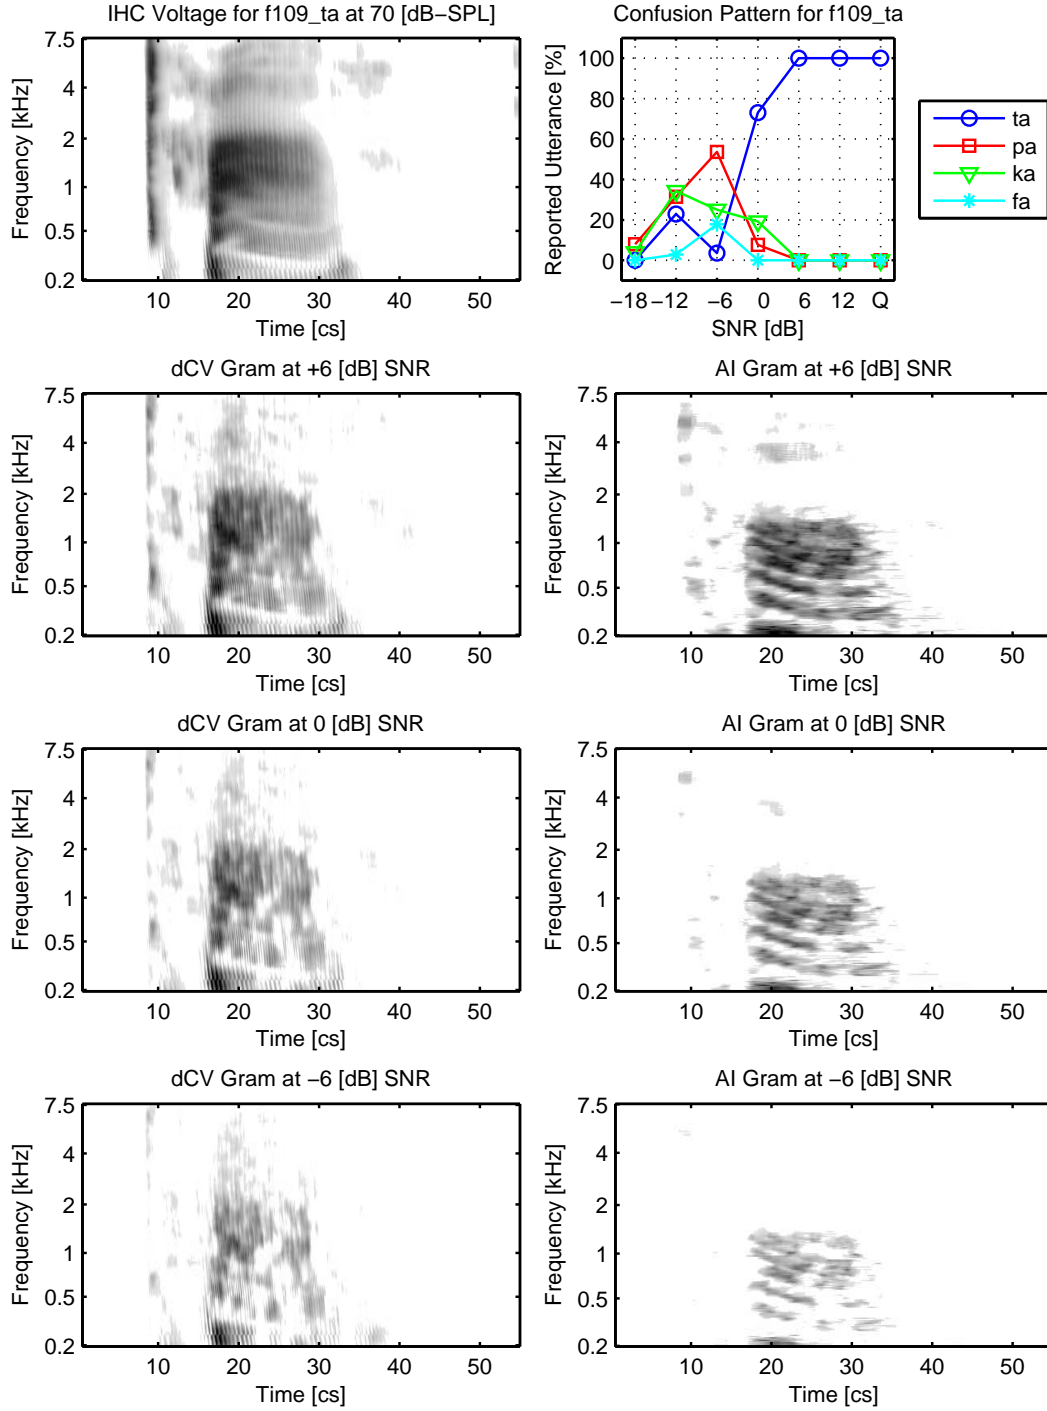 IHC Voltage for f109_ta at 70 [dB−SPL]
Frequency [kHz]
7.5
4
2
1
0.5
0.2
10 20 30 40 50
Time [cs]
Confusion Pattern for f109_ta
Reported Utterance [%]
100
80
60
40
20
0
−18 −12 −6 0 6 12 Q
SNR [dB]
ta
pa
ka
fa
dCV Gram at +6 [dB] SNR
Frequency [kHz]
7.5
4
2
1
0.5
0.2
10 20 30 40 50
Time [cs]
AI Gram at +6 [dB] SNR
Frequency [kHz]
7.5
4
2
1
0.5
0.2
10 20 30 40 50
Time [cs]
dCV Gram at 0 [dB] SNR
Frequency [kHz]
7.5
4
2
1
0.5
0.2
10 20 30 40 50
Time [cs]
AI Gram at 0 [dB] SNR
Frequency [kHz]
7.5
4
2
1
0.5
0.2
10 20 30 40 50
Time [cs]
dCV Gram at −6 [dB] SNR
Frequency [kHz]
7.5
4
2
1
0.5
0.2
10 20 30 40 50
Time [cs]
AI Gram at −6 [dB] SNR
Frequency [kHz]
7.5
4
2
1
0.5
0.2
10 20 30 40 50
Time [cs]